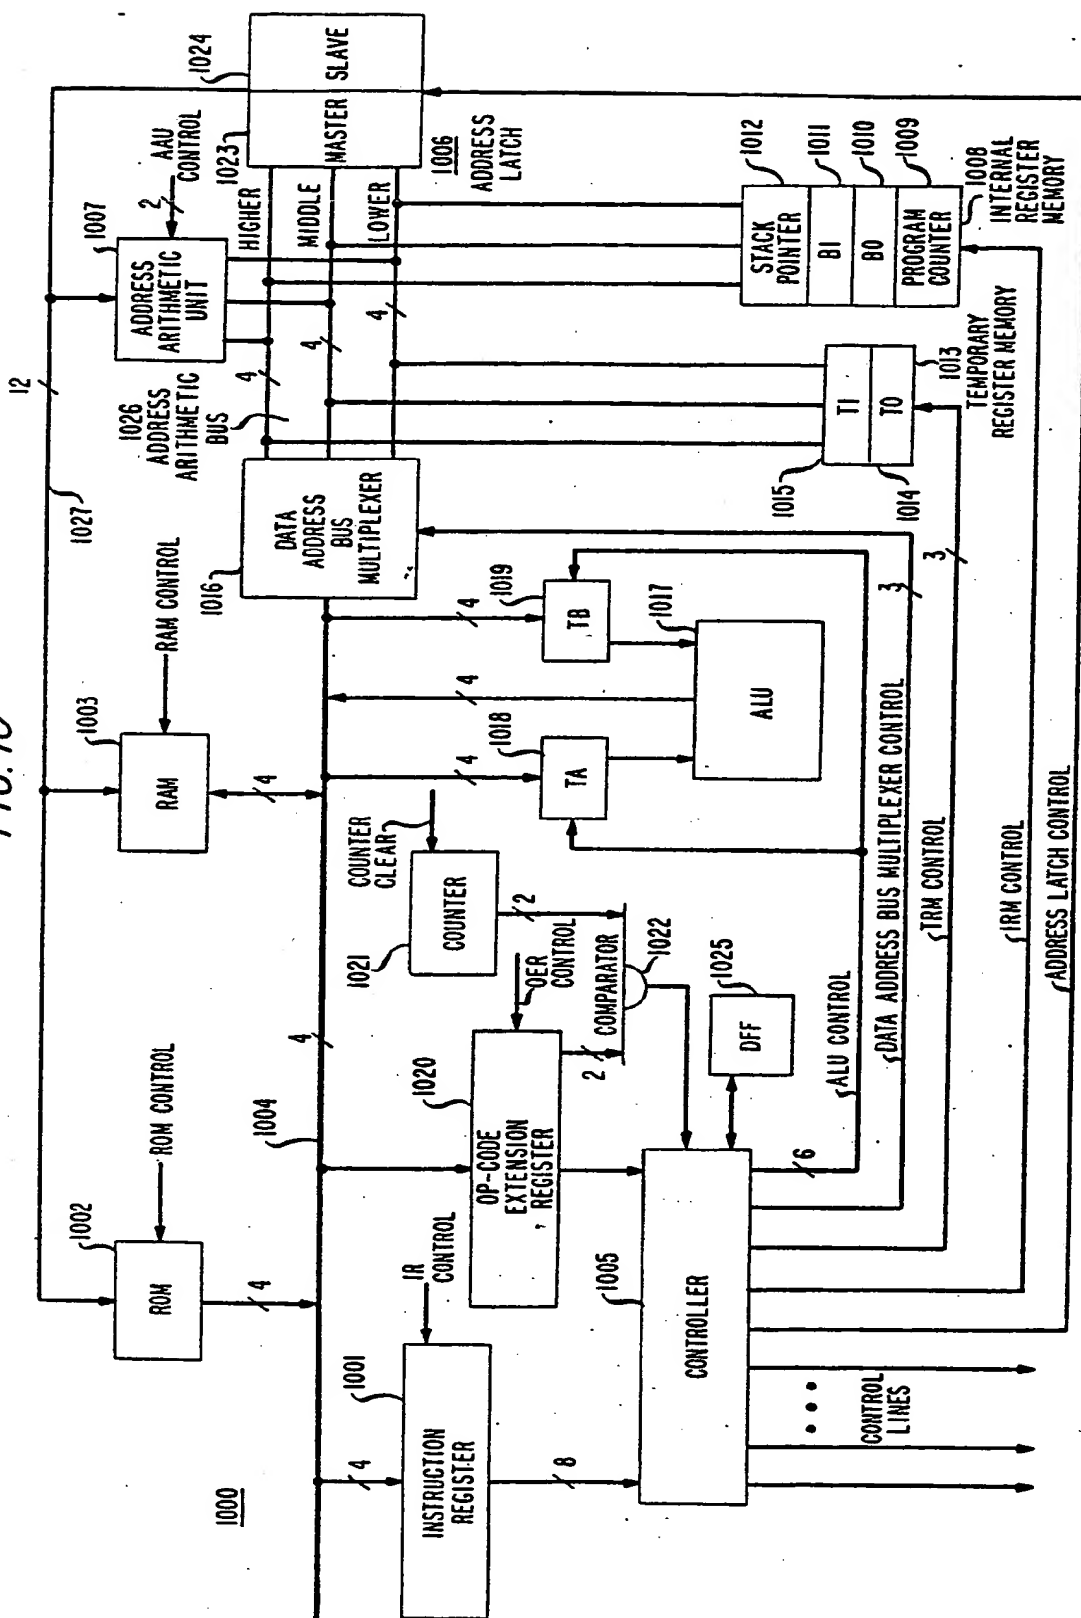 FIG. 10
1000
1002
ROM
ROM CONTROL
4
1003
RAM
RAM CONTROL
4
12
1027
1007
ADDRESS
ARITHMETIC
UNIT
2
AAU
CONTROL
1024
1023
MASTER
SLAVE
1006
ADDRESS
LATCH
HIGHER
MIDDLE
LOWER
4
4
4
1026
ADDRESS
ARITHMETIC
BUS
1016
DATA
ADDRESS
BUS
MULTIPLEXER
1004
4
4
1001
INSTRUCTION
REGISTER
IR
CONTROL
8
1020
OP-CODE
EXTENSION
REGISTER
OER
CONTROL
2
1021
COUNTER
COUNTER
CLEAR
2
COMPARATOR
1022
4
1018
TA
4
4
1019
TB
1017
ALU
1015
T1
T0
1014
1013
TEMPORARY
REGISTER MEMORY
STACK
POINTER
B1
B0
PROGRAM
COUNTER
1012
1011
1010
1009
1008
INTERNAL
REGISTER
MEMORY
1005
CONTROLLER
1025
DFF
6
ALU CONTROL
DATA ADDRESS BUS MULTIPLEXER CONTROL
3
TRM CONTROL
3
IRM CONTROL
ADDRESS LATCH CONTROL
CONTROL
LINES